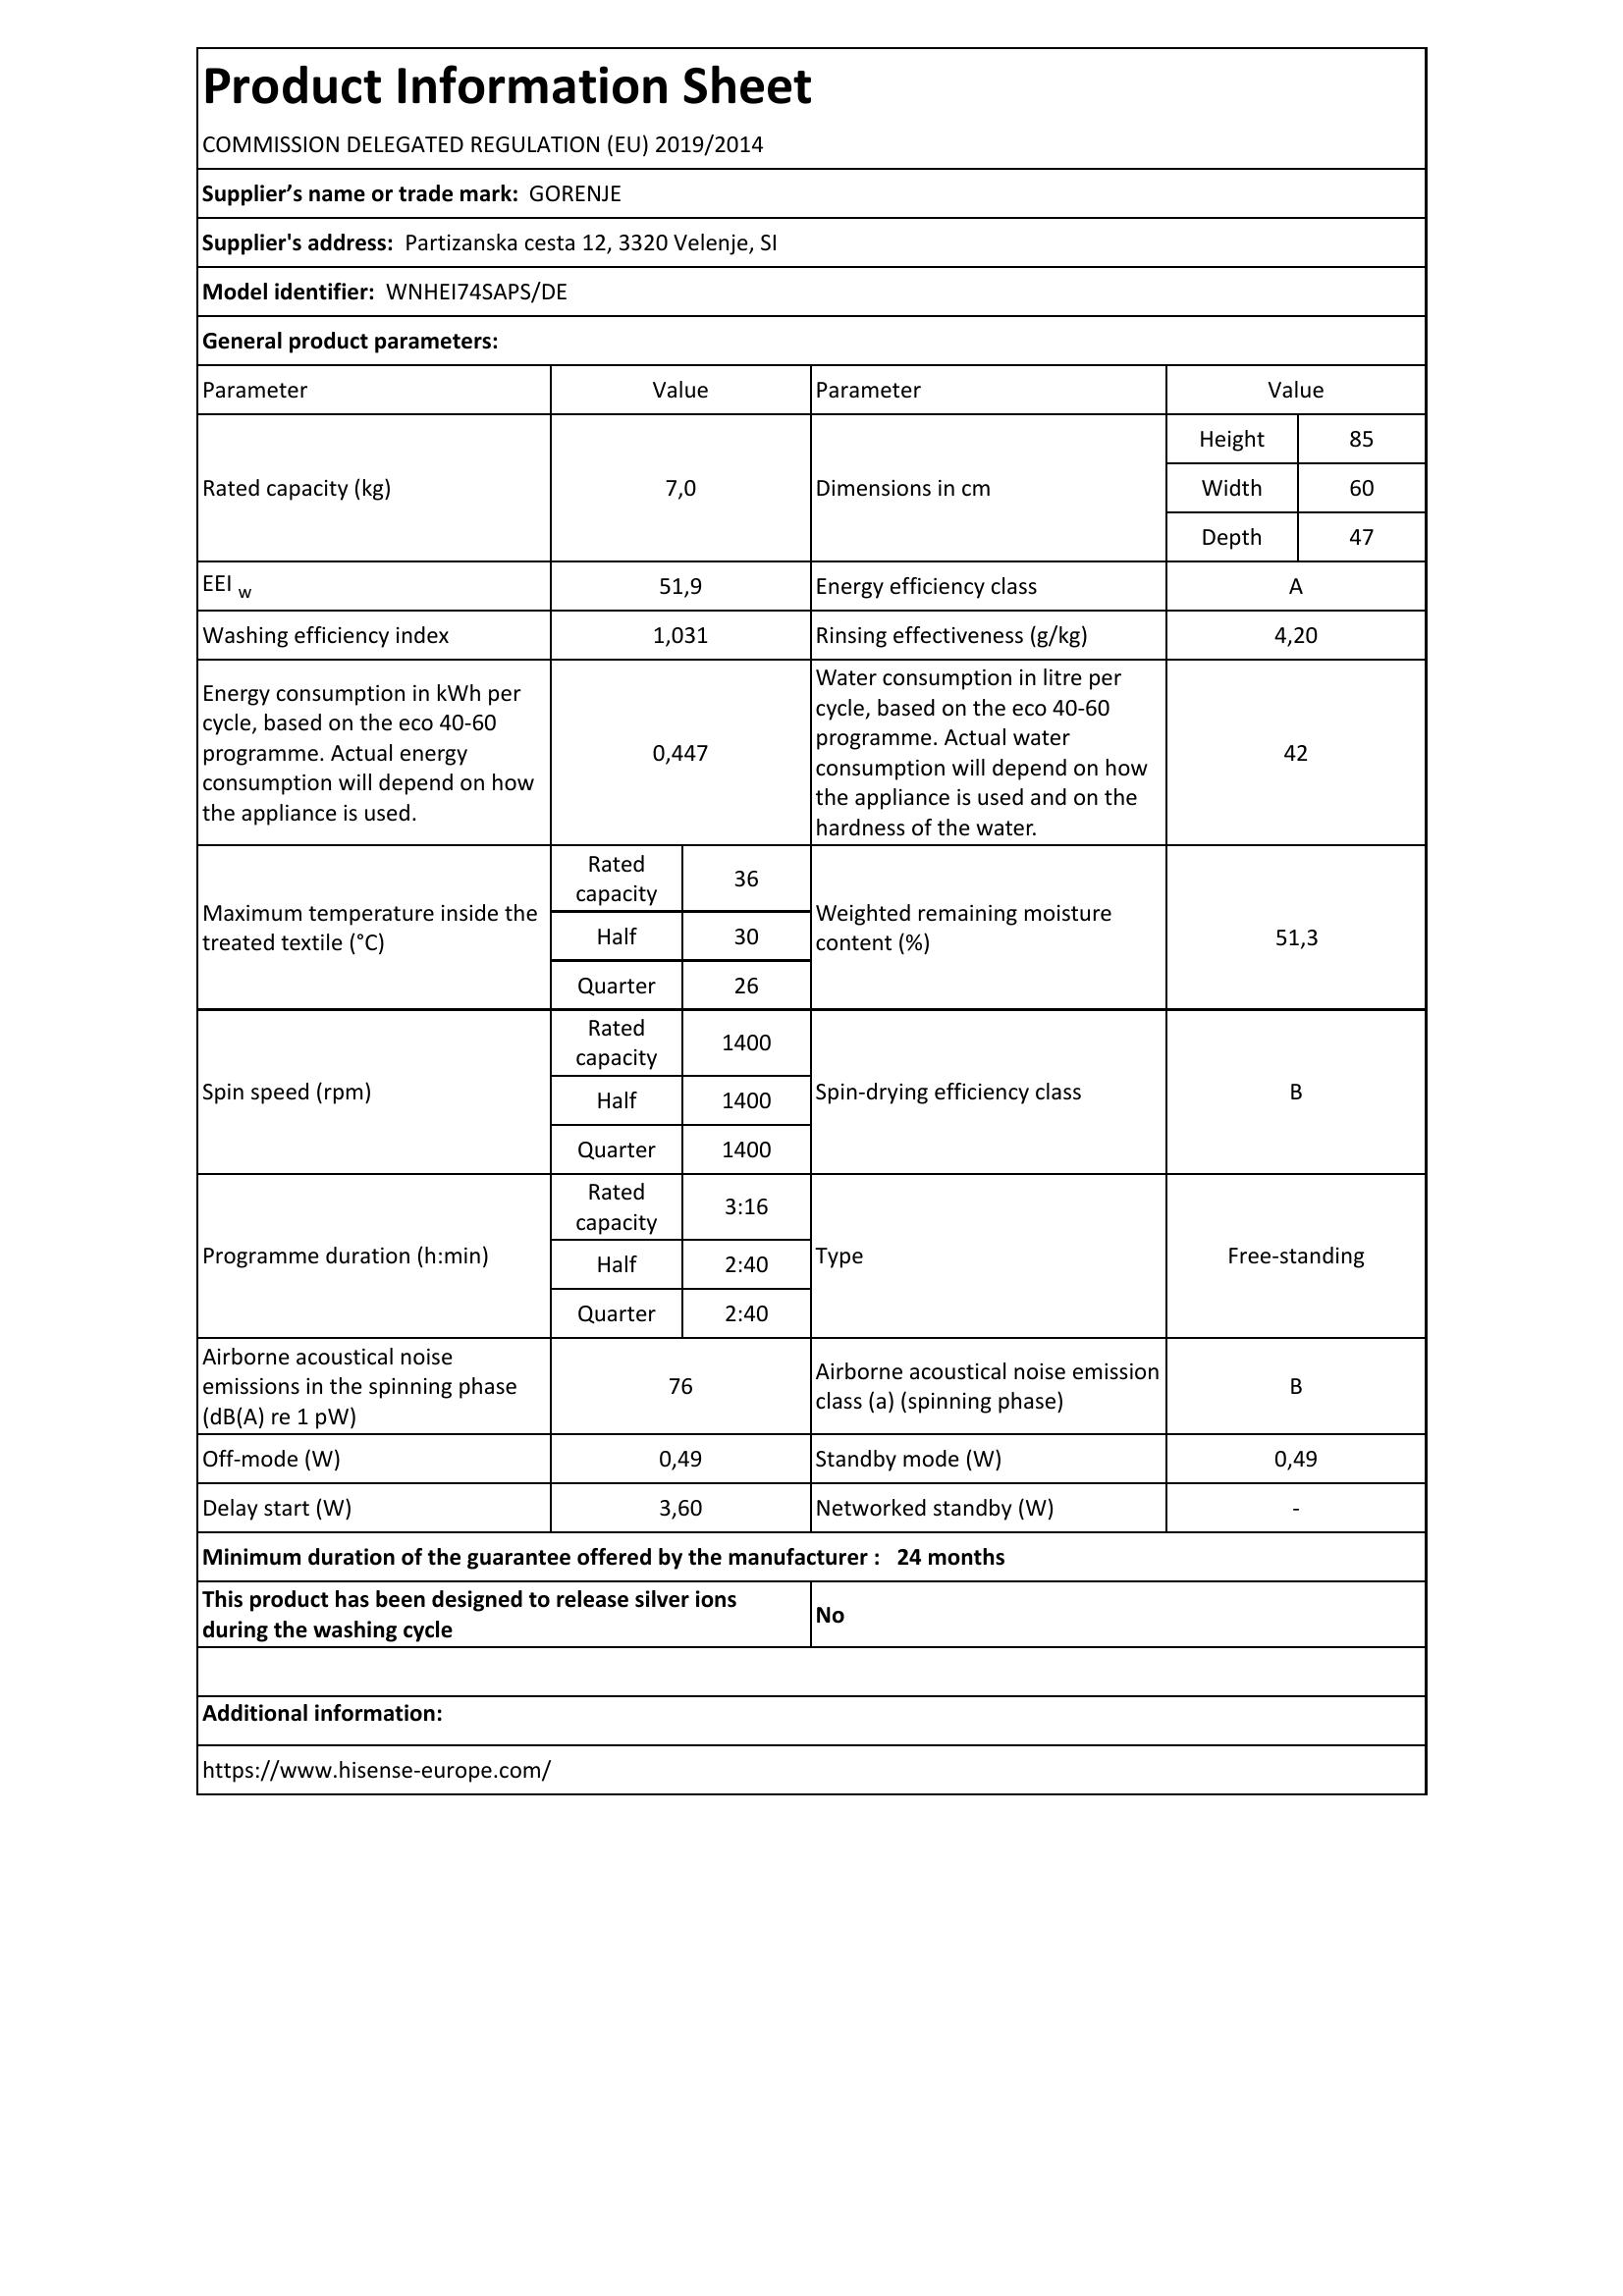 Product Information Sheet
COMMISSION DELEGATED REGULATION (EU) 2019/2014
Supplier’s name or trade mark: GORENJE
Supplier's address: Partizanska cesta 12, 3320 Velenje, SI
Model identifier: WNHEI74SAPS/DE
General product parameters:
Parameter Value Parameter Value
Rated capacity (kg) 7,0 Dimensions in cm
Height 85
Width 60
Depth 47
EEI w 51,9 Energy efficiency class A
Washing efficiency index 1,031 Rinsing effectiveness (g/kg) 4,20
Energy consumption in kWh per
cycle, based on the eco 40-60
programme. Actual energy
consumption will depend on how
the appliance is used.
0,447
Water consumption in litre per
cycle, based on the eco 40-60
programme. Actual water
consumption will depend on how
the appliance is used and on the
hardness of the water.
42
Maximum temperature inside the
treated textile (°C)
Rated
capacity
36
Half 30
Quarter 26
Weighted remaining moisture
content (%)
51,3
Spin speed (rpm)
Rated
capacity
1400
Half 1400
Quarter 1400
Spin-drying efficiency class B
Programme duration (h:min)
Rated
capacity
3:16
Half 2:40
Quarter 2:40
Type Free-standing
Airborne acoustical noise
emissions in the spinning phase
(dB(A) re 1 pW)
76
Airborne acoustical noise emission
class (a) (spinning phase)
B
Off-mode (W) 0,49 Standby mode (W) 0,49
Delay start (W) 3,60 Networked standby (W) -
Minimum duration of the guarantee offered by the manufacturer : 24 months
This product has been designed to release silver ions
during the washing cycle
No
Additional information:
https://www.hisense-europe.com/